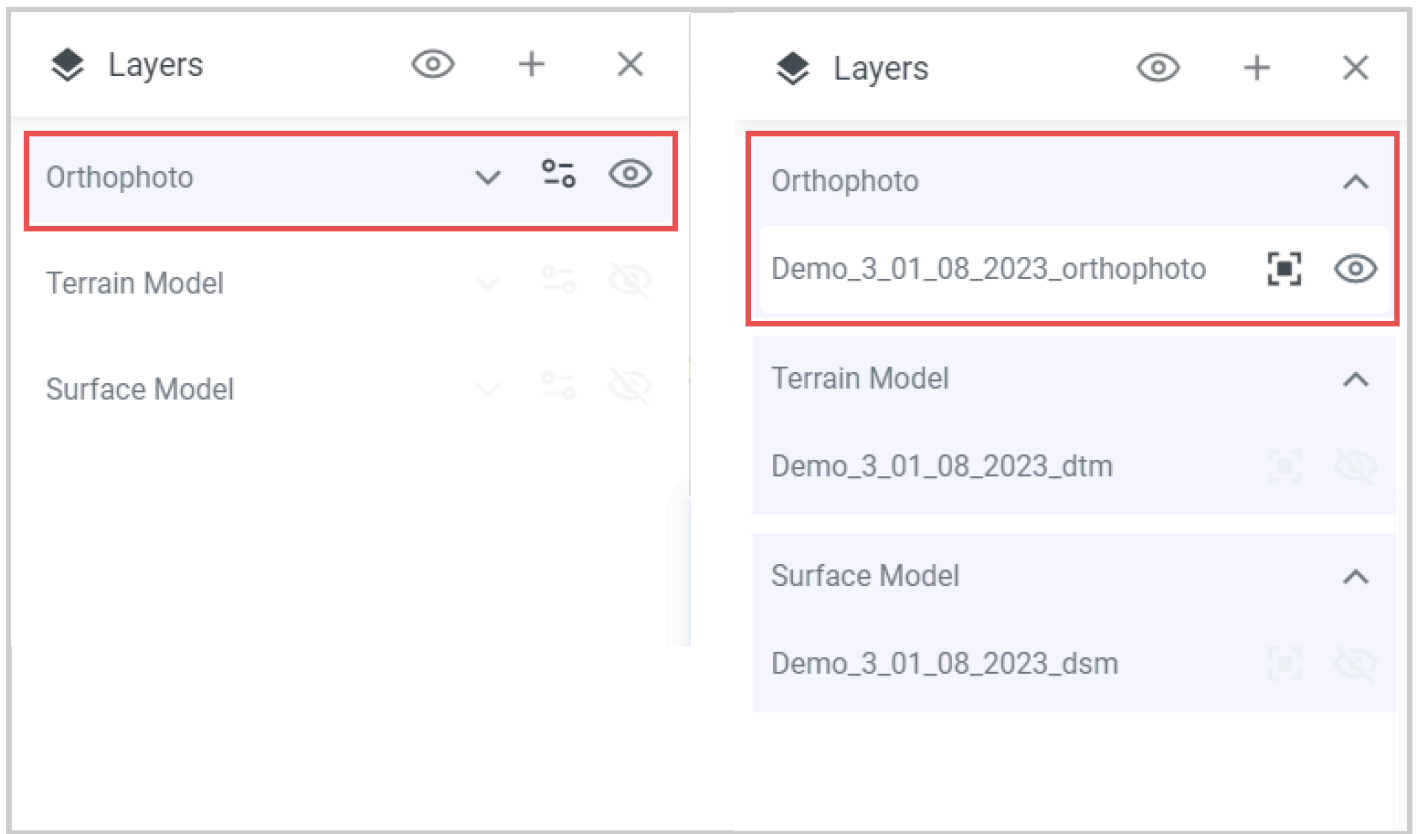 Layers
Orthophoto
Terrain Model
Surface Model
Layers
Orthophoto
Demo_3_01_08_2023_orthophoto
Terrain Model
Demo_3_01_08_2023_dtm
Surface Model
Demo_3_01_08_2023_dsm